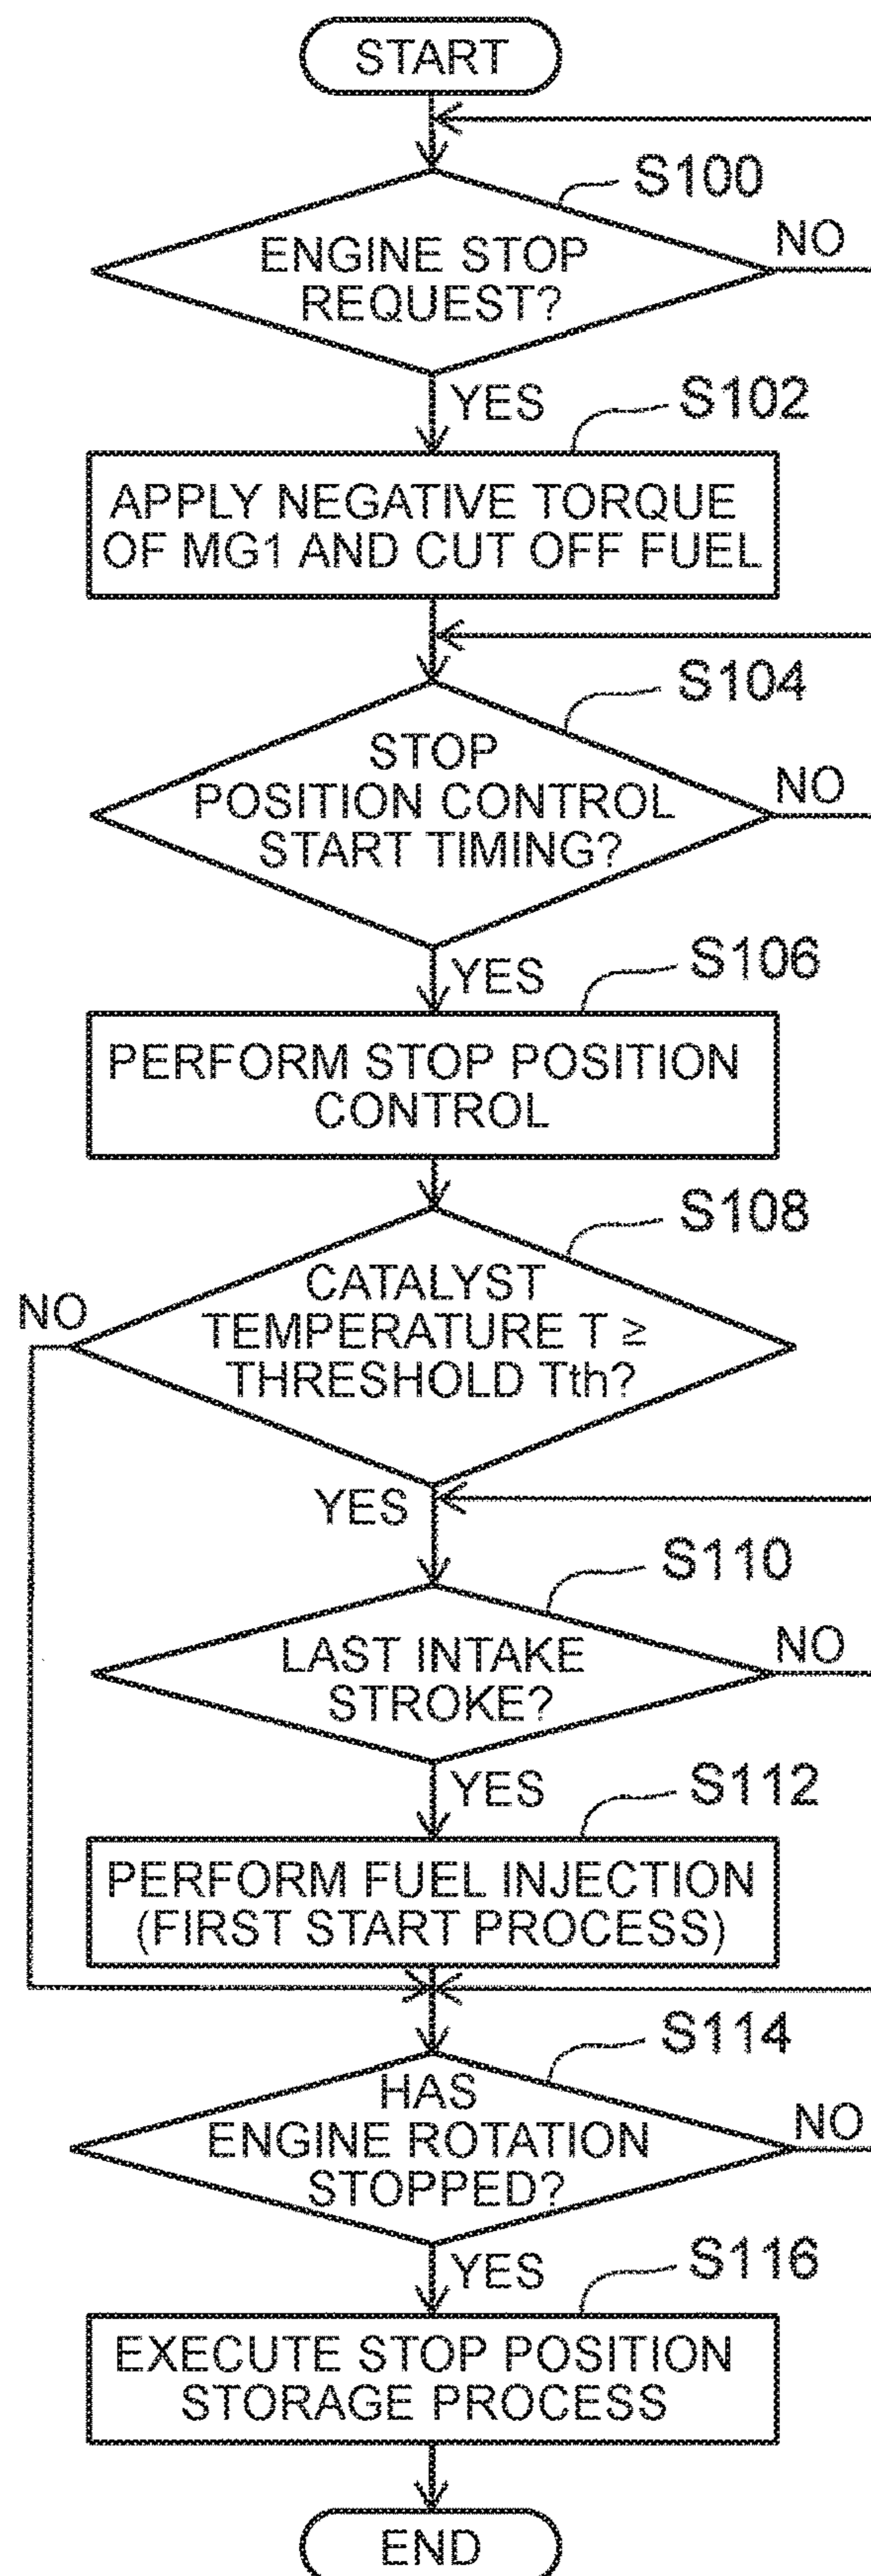 START
S100
ENGINE STOP
REQUEST?
NO
YES
S102
APPLY NEGATIVE TORQUE
OF MG1 AND CUT OFF FUEL
S104
STOP
POSITION CONTROL
START TIMING?
NO
YES
S106
PERFORM STOP POSITION
CONTROL
S108
CATALYST
TEMPERATURE T ≥
THRESHOLD Tth?
NO
YES
S110
LAST INTAKE
STROKE?
NO
YES
S112
PERFORM FUEL INJECTION
(FIRST START PROCESS)
S114
HAS
ENGINE ROTATION
STOPPED?
NO
YES
S116
EXECUTE STOP POSITION
STORAGE PROCESS
END